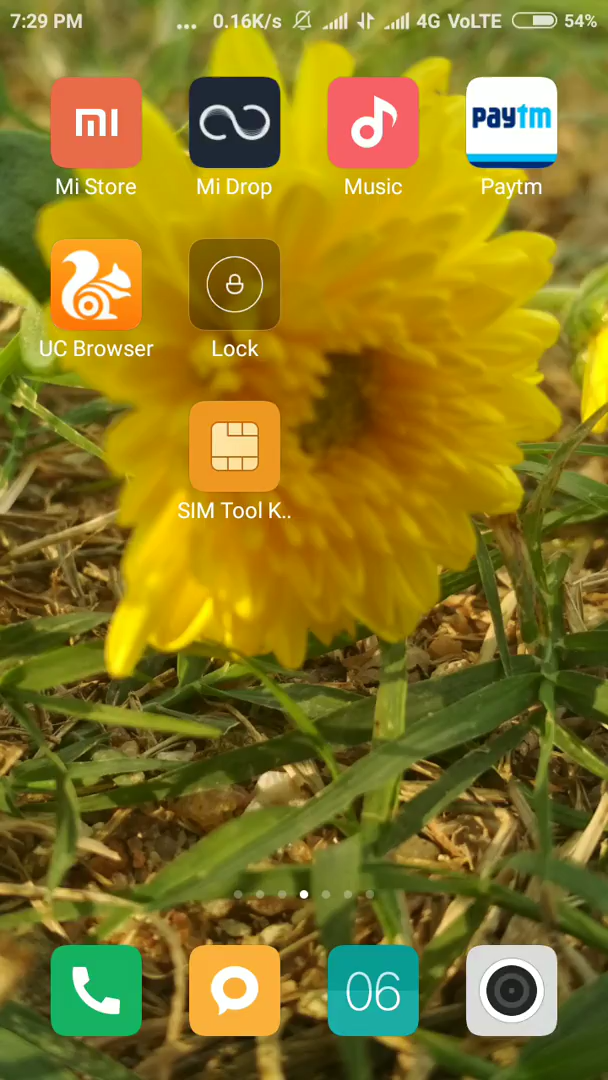 7:29 PM ... 0.16K/s 4G VoLTE 54%
mi paytm
Mi Store Mi Drop Music Paytm
UC Browser Lock
SIM Tool K..
06